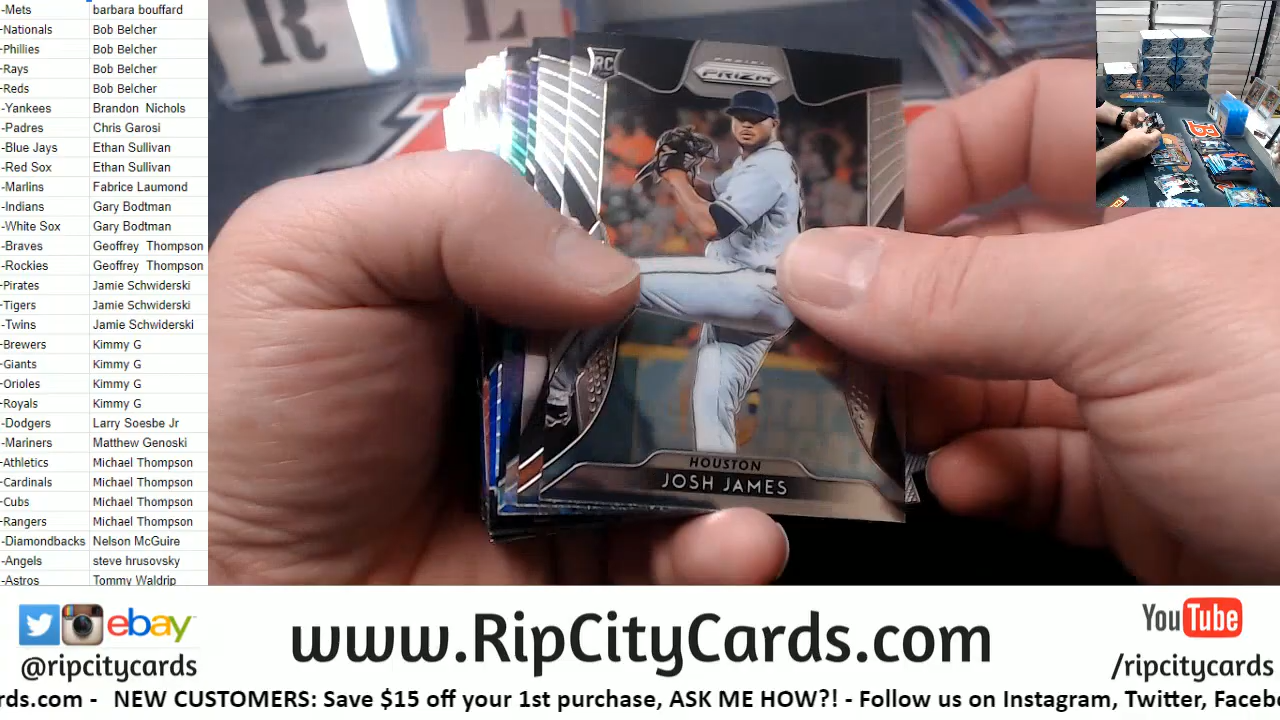 -Mets barbara bouffard
-Nationals Bob Belcher
-Phillies Bob Belcher
-Rays Bob Belcher
-Reds Bob Belcher
-Yankees Brandon Nichols
-Padres Chris Garosi
-Blue Jays Ethan Sullivan
-Red Sox Ethan Sullivan
-Marlins Fabrice Laumond
-Indians Gary Bodtman
-White Sox Gary Bodtman
-Braves Geoffrey Thompson
-Rockies Geoffrey Thompson
-Pirates Jamie Schwiderski
-Tigers Jamie Schwiderski
-Twins Jamie Schwiderski
-Brewers Kimmy G
-Giants Kimmy G
-Orioles Kimmy G
-Royals Kimmy G
-Dodgers Larry Soesbe Jr
-Mariners Matthew Genoski
-Athletics Michael Thompson
-Cardinals Michael Thompson
-Cubs Michael Thompson
-Rangers Michael Thompson
-Diamondbacks Nelson McGuire
-Angels steve hrusovsky
-Astros Tommy Waldrip
R L
RC
PANINI
PRIZM
HOUSTON
JOSH JAMES
ebay
@ripcitycards
www.RipCityCards.com
YouTube
/ripcitycards
rds.com - NEW CUSTOMERS: Save $15 off your 1st purchase, ASK ME HOW?! - Follow us on Instagram, Twitter, Facebo